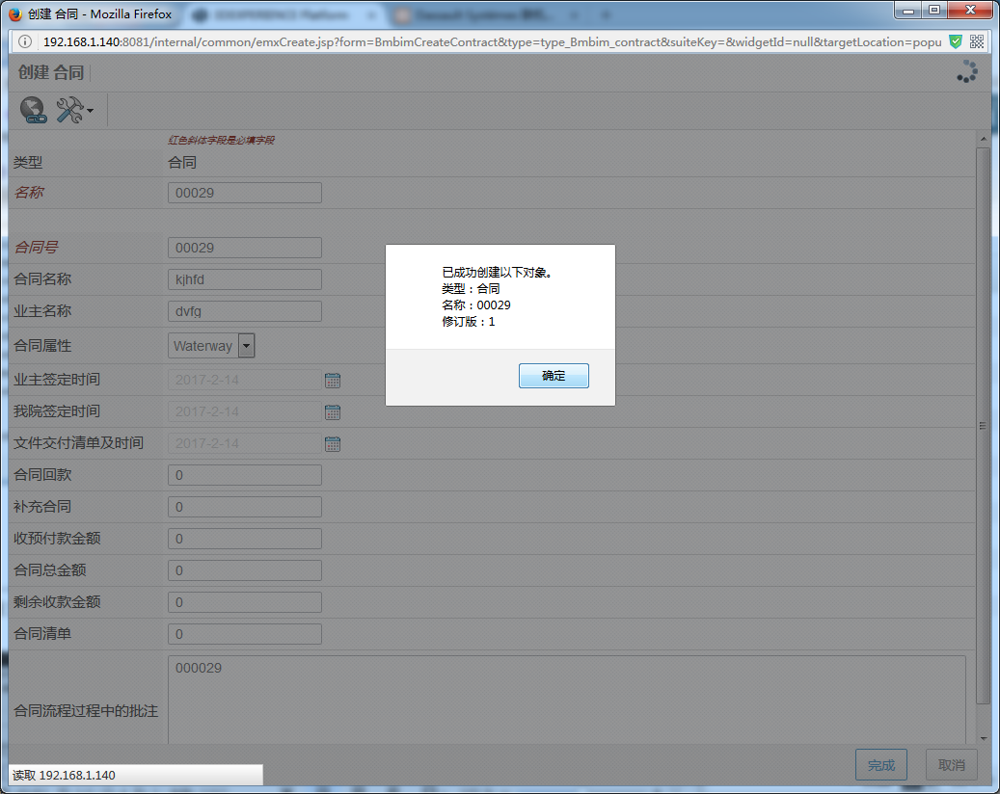 创建 合同 - Mozilla Firefox
3DEXPERIENCE Platform
192.168.1.140:8081/internal/common/emxCreate.jsp?form=BmbimCreateContract&type=type_Bmbim_contract&suiteKey=&widgetId=null&targetLocation=popu
创建 合同
红色斜体字段是必填字段
类型 合同
名称 00029
合同号 00029
合同名称 kjhfd
业主名称 dvfg
合同属性 Waterway
业主签定时间 2017-2-14
我院签定时间 2017-2-14
文件交付清单及时间 2017-2-14
合同回款 0
补充合同 0
收预付款金额 0
合同总金额 0
剩余收款金额 0
合同清单 0
合同流程过程中的批注 000029
已成功创建以下对象。
类型：合同
名称：00029
修订版：1
确定
完成 取消
读取 192.168.1.140